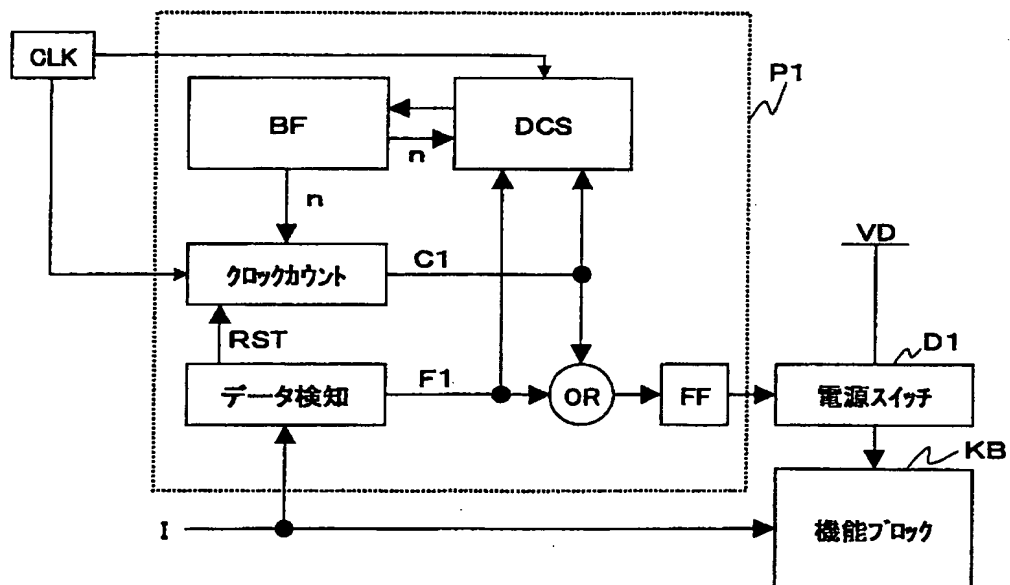 CLK
P1
BF
DCS
n
n
VD
クロックカウント
C1
RST
D1
データ検知
F1
OR
FF
電源スイッチ
KB
I
機能ブロック